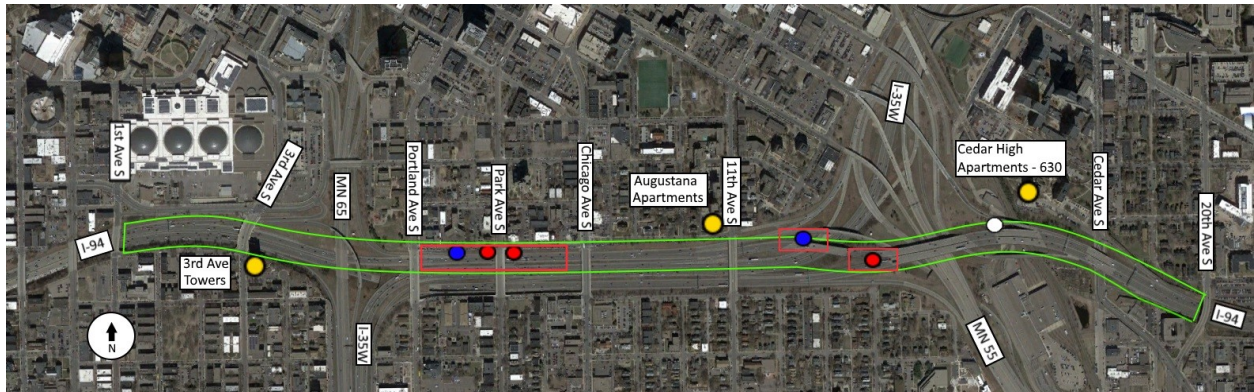 1st Ave S
3rd Ave S
MN 65
Portland Ave S
Park Ave S
Chicago Ave S
Augustana
Apartments
11th Ave S
I-35W
Cedar High
Apartments - 630
Cedar Ave S
20th Ave S
I-94
3rd Ave
Towers
N
I-35W
MN 55
I-94